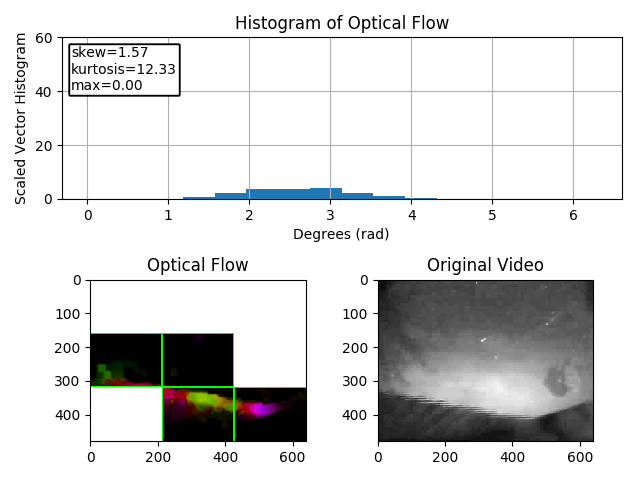 Histogram of Optical Flow
60
40
20
0
Scaled Vector Histogram
skew=1.57
kurtosis=12.33
max=0.00
0 1 2 3 4 5 6
Degrees (rad)
Optical Flow
0
100
200
300
400
0 200 400 600
Original Video
0
100
200
300
400
0 200 400 600